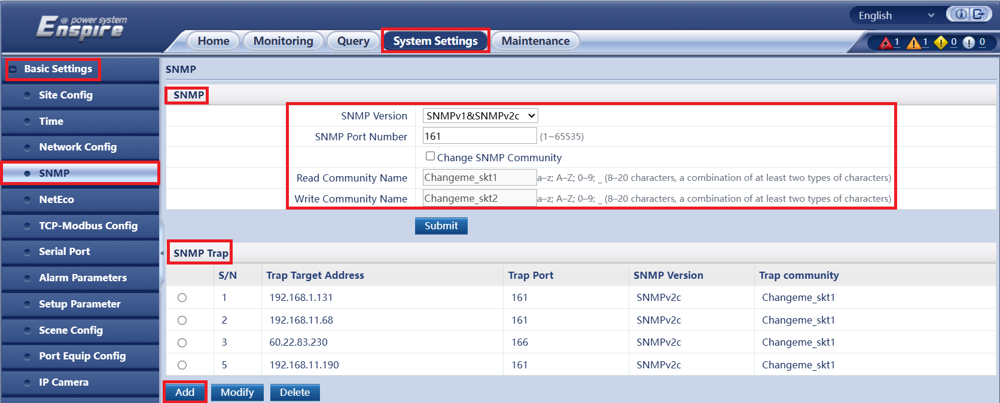 @ power system
Enspire
English
Home
Monitoring
Query
System Settings
Maintenance
1
1
0
0
Basic Settings
Site Config
Time
Network Config
SNMP
NetEco
TCP-Modbus Config
Serial Port
Alarm Parameters
Setup Parameter
Scene Config
Port Equip Config
IP Camera
SNMP
SNMP
SNMP Version SNMPv1&SNMPv2c
SNMP Port Number 161 (1~65535)
Change SNMP Community
Read Community Name Changeme_skt1 a–z; A–Z; 0–9; _ (8–20 characters, a combination of at least two types of characters)
Write Community Name Changeme_skt2 a–z; A–Z; 0–9; _ (8–20 characters, a combination of at least two types of characters)
Submit
SNMP Trap
S/N Trap Target Address Trap Port SNMP Version Trap community
1 192.168.1.131 161 SNMPv2c Changeme_skt1
2 192.168.11.68 161 SNMPv2c Changeme_skt1
3 60.22.83.230 166 SNMPv2c Changeme_skt1
5 192.168.11.190 161 SNMPv2c Changeme_skt1
Add Modify Delete